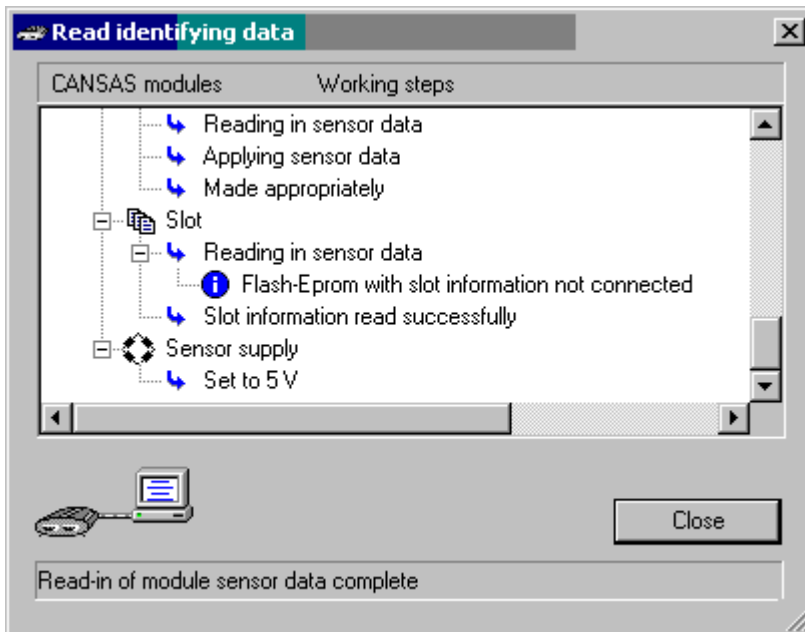 Read identifying data
CANSAS modules Working steps
Reading in sensor data
Applying sensor data
Made appropriately
Slot
Reading in sensor data
Flash-Eprom with slot information not connected
Slot information read successfully
Sensor supply
Set to 5 V
Close
Read-in of module sensor data complete